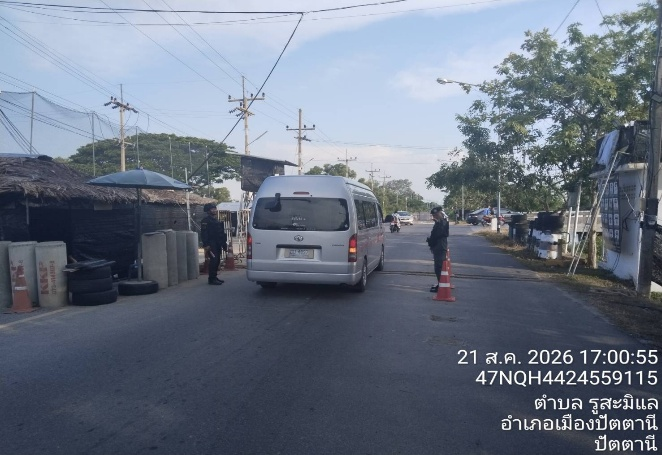 21 ส.ค. 2026 17:00:55
47NQH4424559115
ตำบล รูสะมิแล
อำเภอเมืองปัตตานี
ปัตตานี